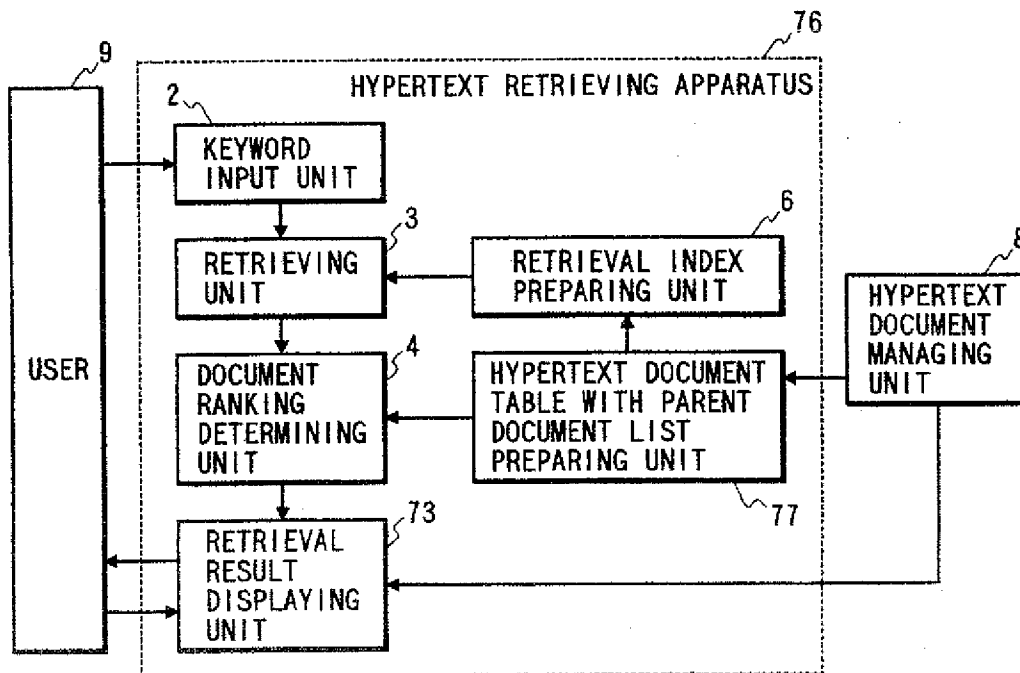 76
9
HYPERTEXT RETRIEVING APPARATUS
2
KEYWORD
INPUT UNIT
3
RETRIEVING
UNIT
6
RETRIEVAL INDEX
PREPARING UNIT
8
HYPERTEXT
DOCUMENT
MANAGING
UNIT
USER
4
DOCUMENT
RANKING
DETERMINING
UNIT
HYPERTEXT DOCUMENT
TABLE WITH PARENT
DOCUMENT LIST
PREPARING UNIT
77
73
RETRIEVAL
RESULT
DISPLAYING
UNIT